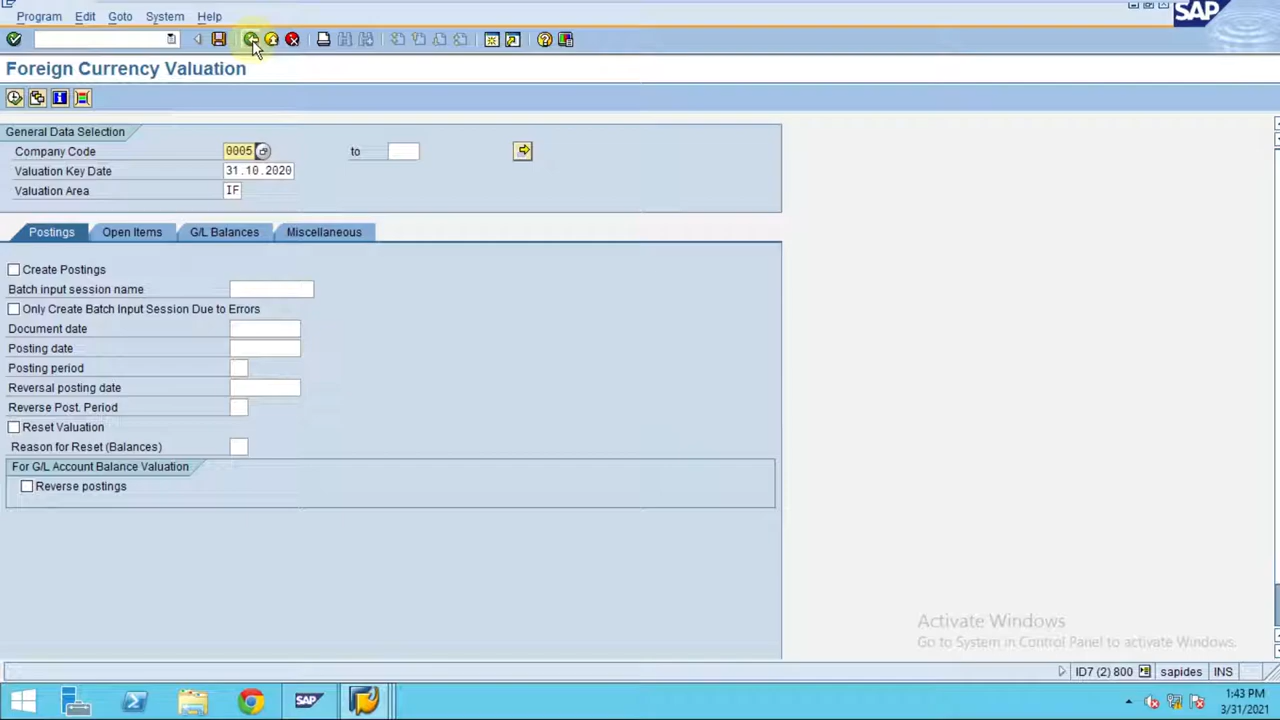 Program Edit Goto System Help
SAP
Foreign Currency Valuation
General Data Selection
Company Code 0005 to
Valuation Key Date 31.10.2020
Valuation Area IF
Postings Open Items G/L Balances Miscellaneous
Create Postings
Batch input session name
Only Create Batch Input Session Due to Errors
Document date
Posting date
Posting period
Reversal posting date
Reverse Post. Period
Reset Valuation
Reason for Reset (Balances)
For G/L Account Balance Valuation
Reverse postings
Activate Windows
Go to System in Control Panel to activate Windows.
ID7 (2) 800 sapides INS
SAP
1:43 PM
3/31/2021